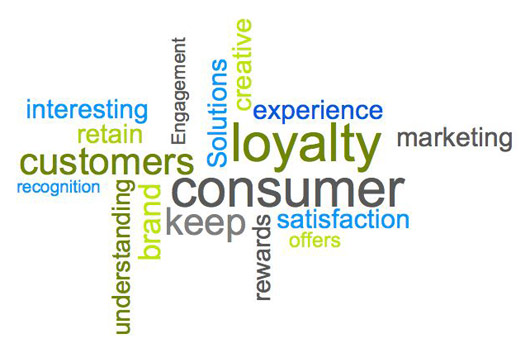 creative
Engagement
Solutions
interesting
experience
retain
loyalty
marketing
customers
recognition
consumer
understanding
brand
keep
satisfaction
rewards
offers